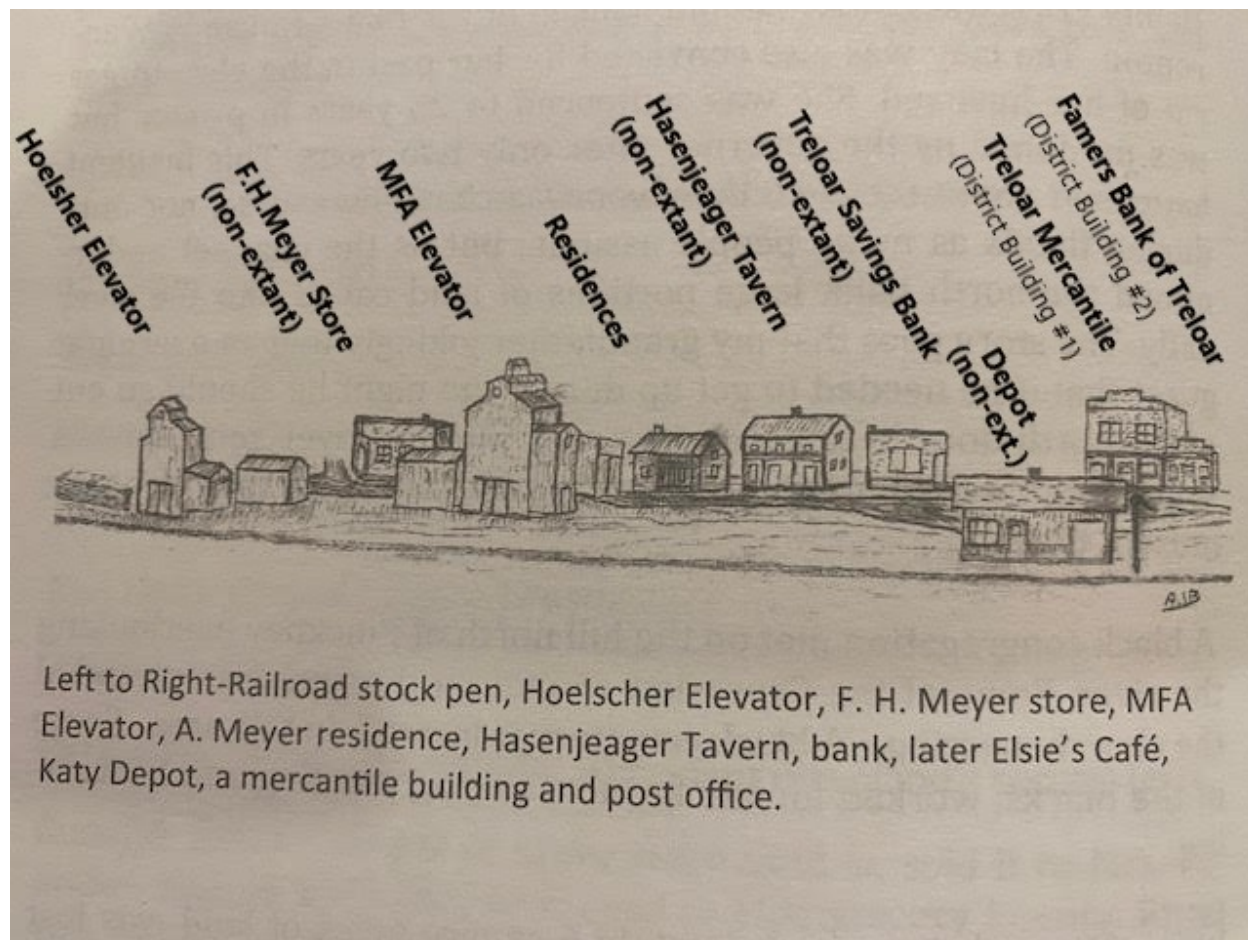 Hoelsher Elevator
F.H.Meyer Store
(non-extant)
MFA Elevator
Residences
Hasenjeager Tavern
(non-extant)
Treloar Savings Bank
(non-extant)
Depot
(non-ext.)
Treloar Mercantile
(District Building #1)
Famers Bank of Treloar
(District Building #2)
A.I.B
Left to Right-Railroad stock pen, Hoelscher Elevator, F. H. Meyer store, MFA
Elevator, A. Meyer residence, Hasenjeager Tavern, bank, later Elsie's Café,
Katy Depot, a mercantile building and post office.